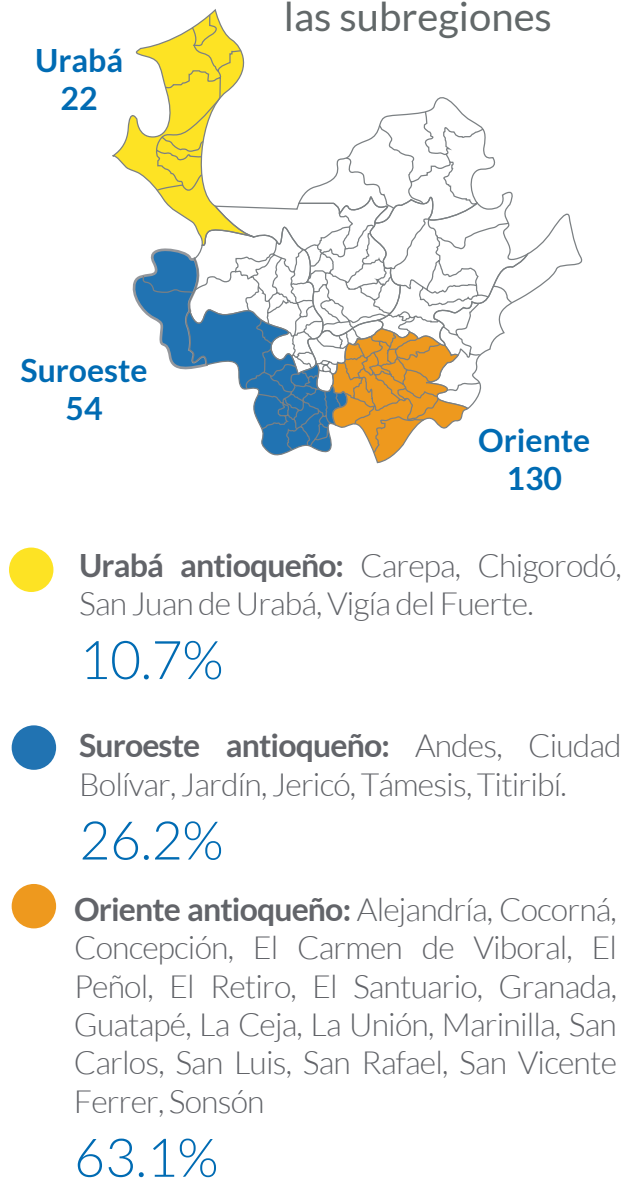 las subregiones
Urabá
22
Suroeste
54
Oriente
130
Urabá antioqueño: Carepa, Chigorodó,
San Juan de Urabá, Vigía del Fuerte.
10.7%
Suroeste antioqueño: Andes, Ciudad
Bolívar, Jardín, Jericó, Támesis, Titiribí.
26.2%
Oriente antioqueño: Alejandría, Cocorná,
Concepción, El Carmen de Viboral, El
Peñol, El Retiro, El Santuario, Granada,
Guatapé, La Ceja, La Unión, Marinilla, San
Carlos, San Luis, San Rafael, San Vicente
Ferrer, Sonsón
63.1%